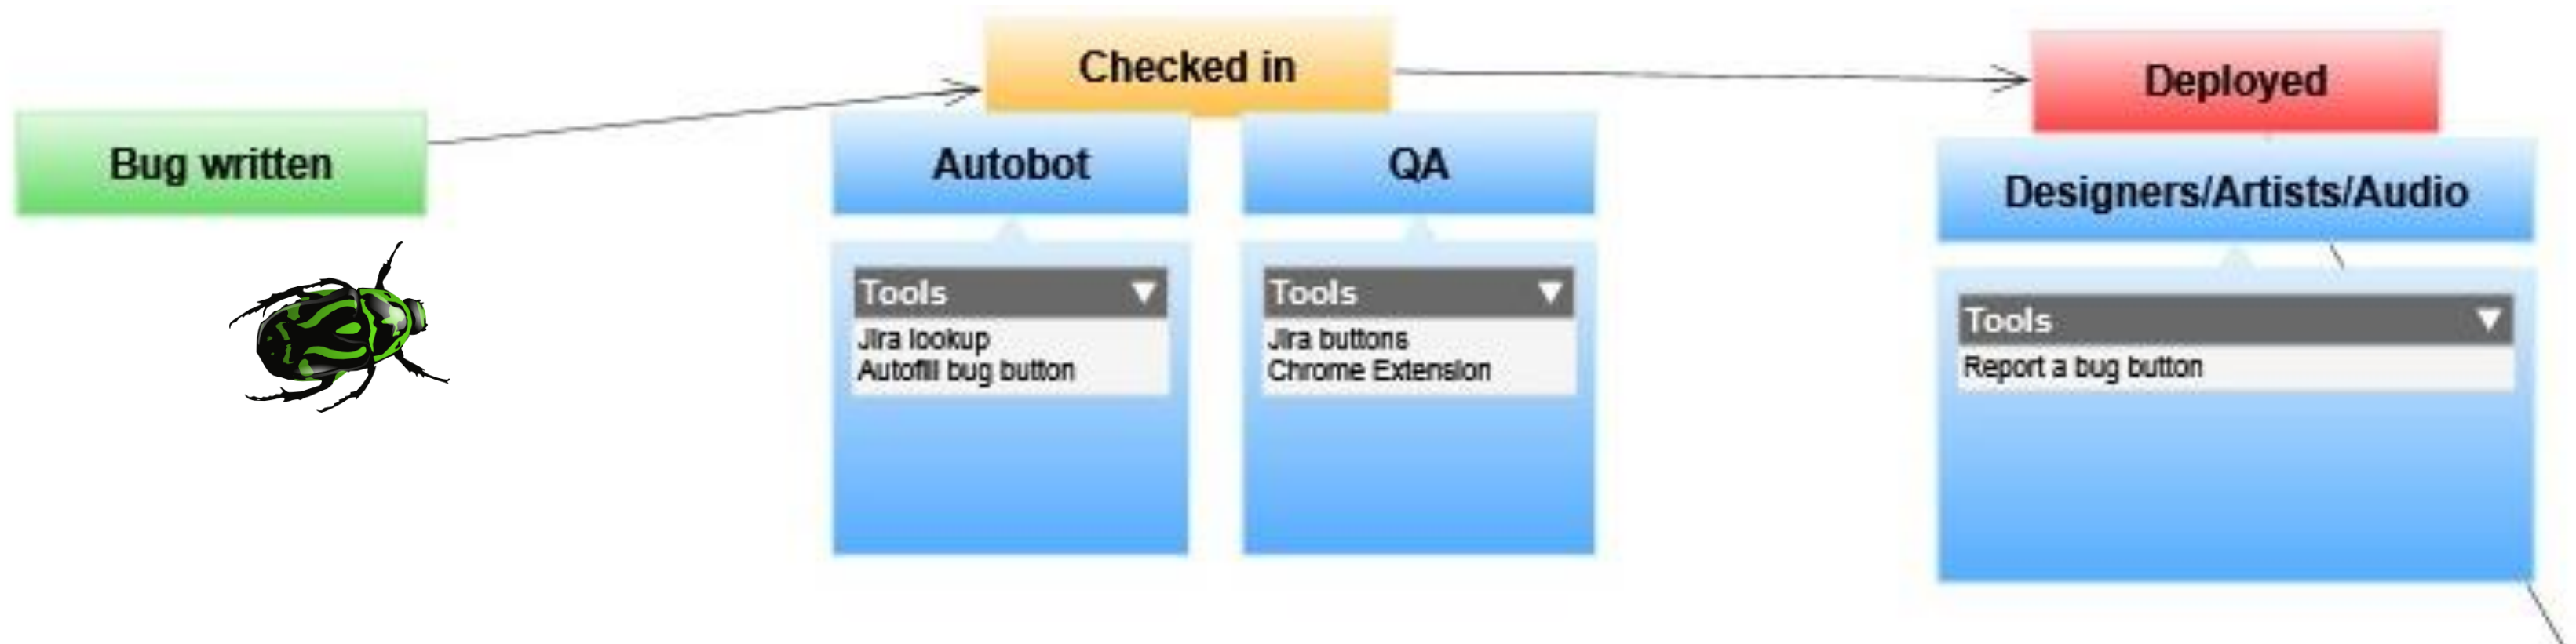 Bug written
Checked in
Autobot
Tools
Jira lookup
Autofill bug button
QA
Tools
Jira buttons
Chrome Extension
Deployed
Designers/Artists/Audio
Tools
Report a bug button